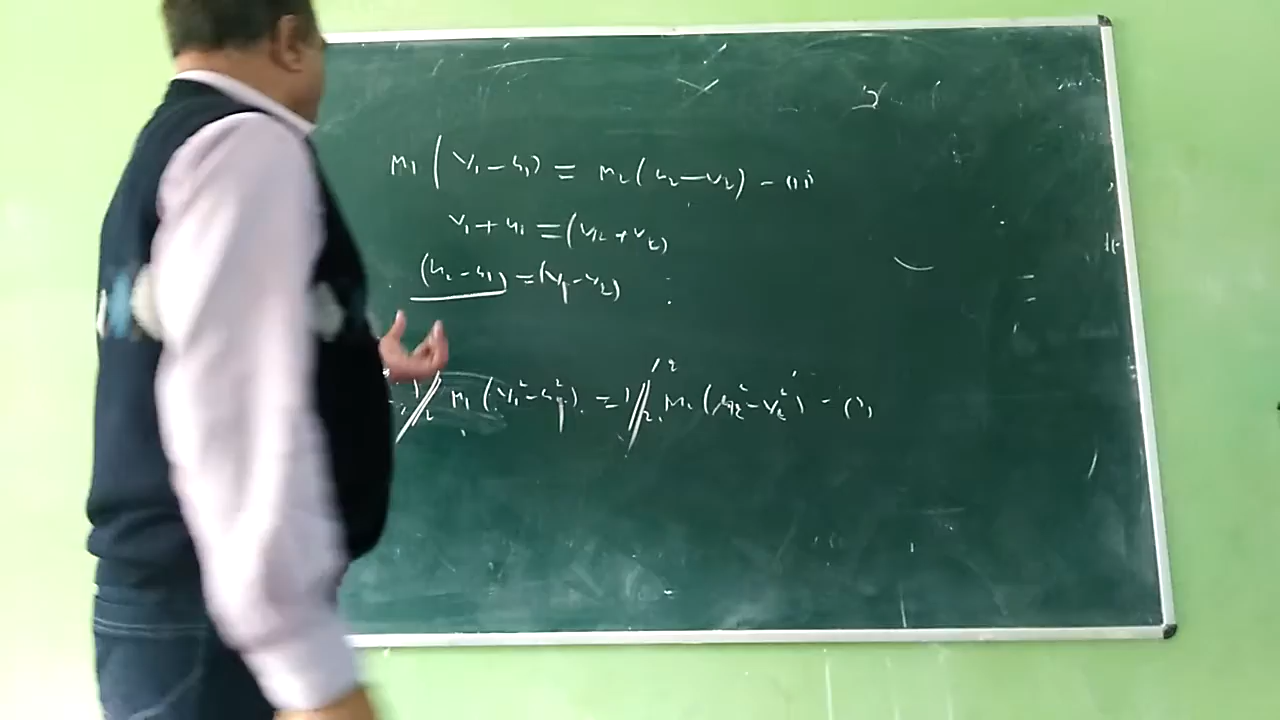 m₁ (v₁ - u₁) = m₂ (u₂ - v₂) - (ii)
v₁ + u₁ = (u₂ + v₂)
(u₂ - u₁) = (v₁ - v₂)
1/2 m₁ (v₁² - u₁²) = 1/2 m₂ (u₂² - v₂²) - (i)